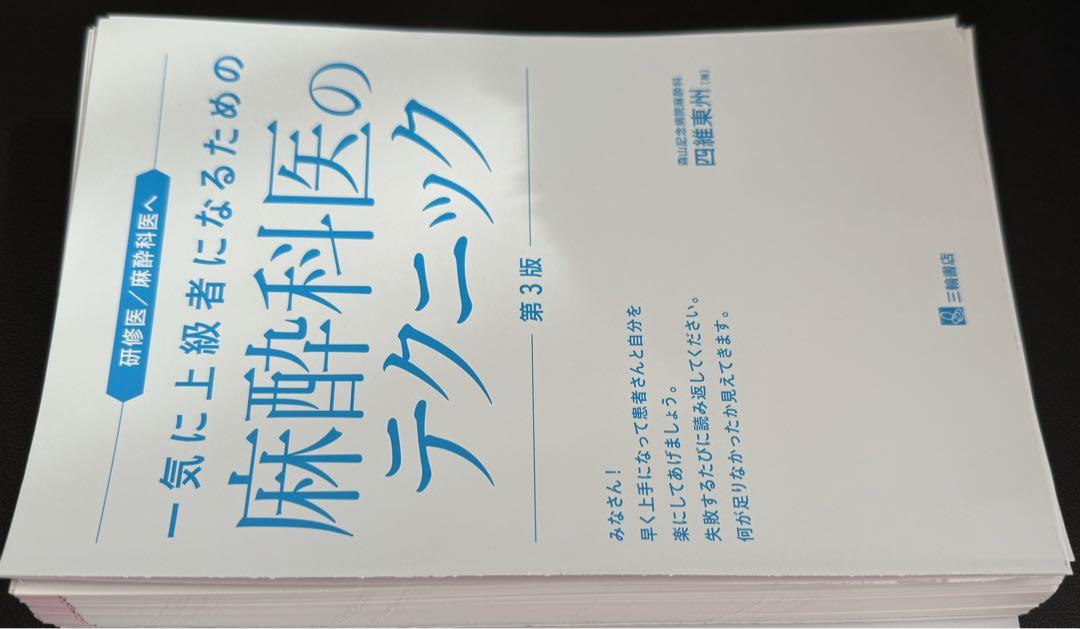 研修医/麻酔科医へ
一気に上級者になるための
麻酔科医の
テクニック
第3版
森山記念病院麻酔科
四維東州[著]
みなさん!
早く上手になって患者さんと自分を
楽にしてあげましょう。
失敗するたびに読み返してください。
何が足りなかったか見えてきます。
三輪書店